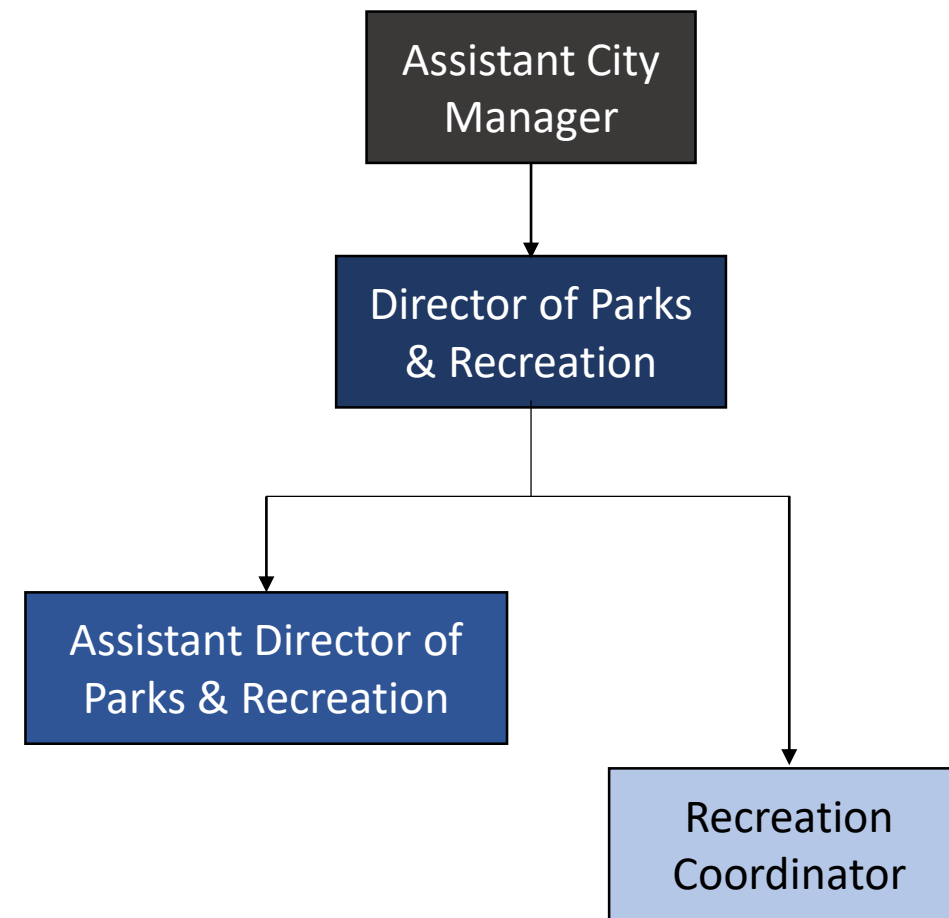 Assistant City
Manager
Director of Parks
& Recreation
Assistant Director of
Parks & Recreation
Recreation
Coordinator